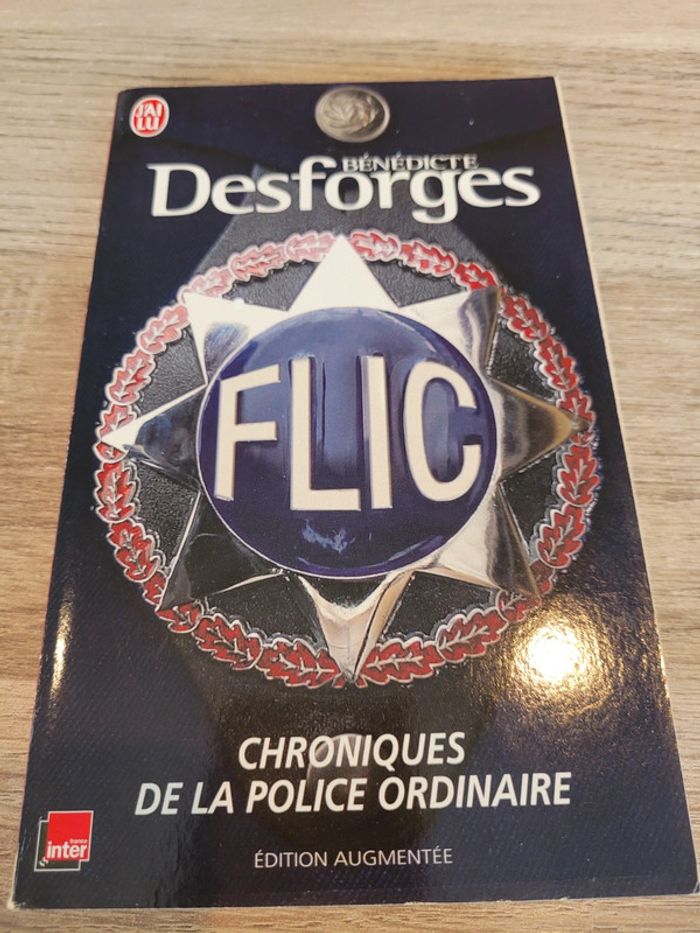 J'AI
LU
BÉNÉDICTE
Desforges
FLIC
CHRONIQUES
DE LA POLICE ORDINAIRE
france
inter
ÉDITION AUGMENTÉE